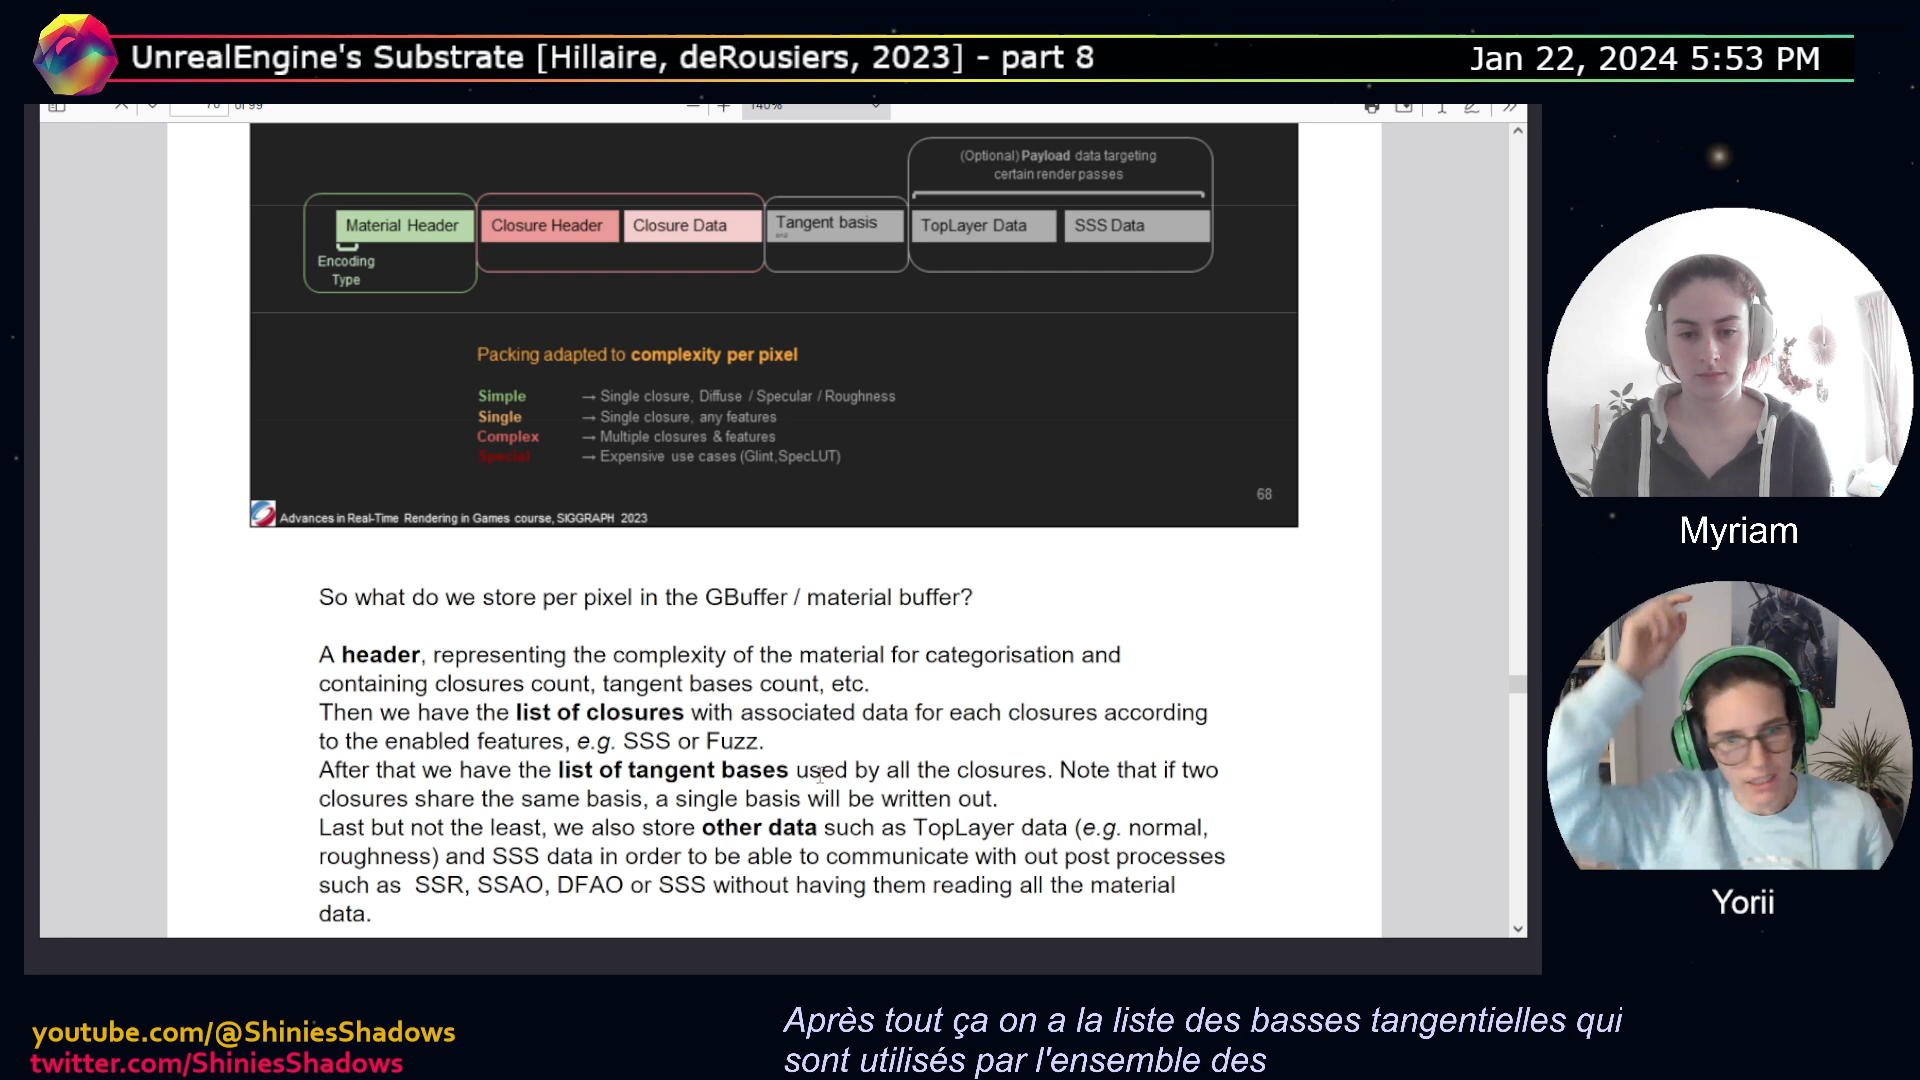 UnrealEngine's Substrate [Hillaire, deRousiers, 2023] - part 8
Jan 22, 2024 5:53 PM
70 of 99
140%
(Optional) Payload data targeting
certain render passes
Material Header
Closure Header
Closure Data
Tangent basis
TopLayer Data
SSS Data
Encoding
Type
Packing adapted to complexity per pixel
Simple → Single closure, Diffuse / Specular / Roughness
Single → Single closure, any features
Complex → Multiple closures & features
Special → Expensive use cases (Glint,SpecLUT)
68
Advances in Real-Time Rendering in Games course, SIGGRAPH 2023
So what do we store per pixel in the GBuffer / material buffer?
A header, representing the complexity of the material for categorisation and
containing closures count, tangent bases count, etc.
Then we have the list of closures with associated data for each closures according
to the enabled features, e.g. SSS or Fuzz.
After that we have the list of tangent bases used by all the closures. Note that if two
closures share the same basis, a single basis will be written out.
Last but not the least, we also store other data such as TopLayer data (e.g. normal,
roughness) and SSS data in order to be able to communicate with out post processes
such as SSR, SSAO, DFAO or SSS without having them reading all the material
data.
Myriam
Yorii
youtube.com/@ShiniesShadows
twitter.com/ShiniesShadows
Après tout ça on a la liste des basses tangentielles qui
sont utilisés par l'ensemble des